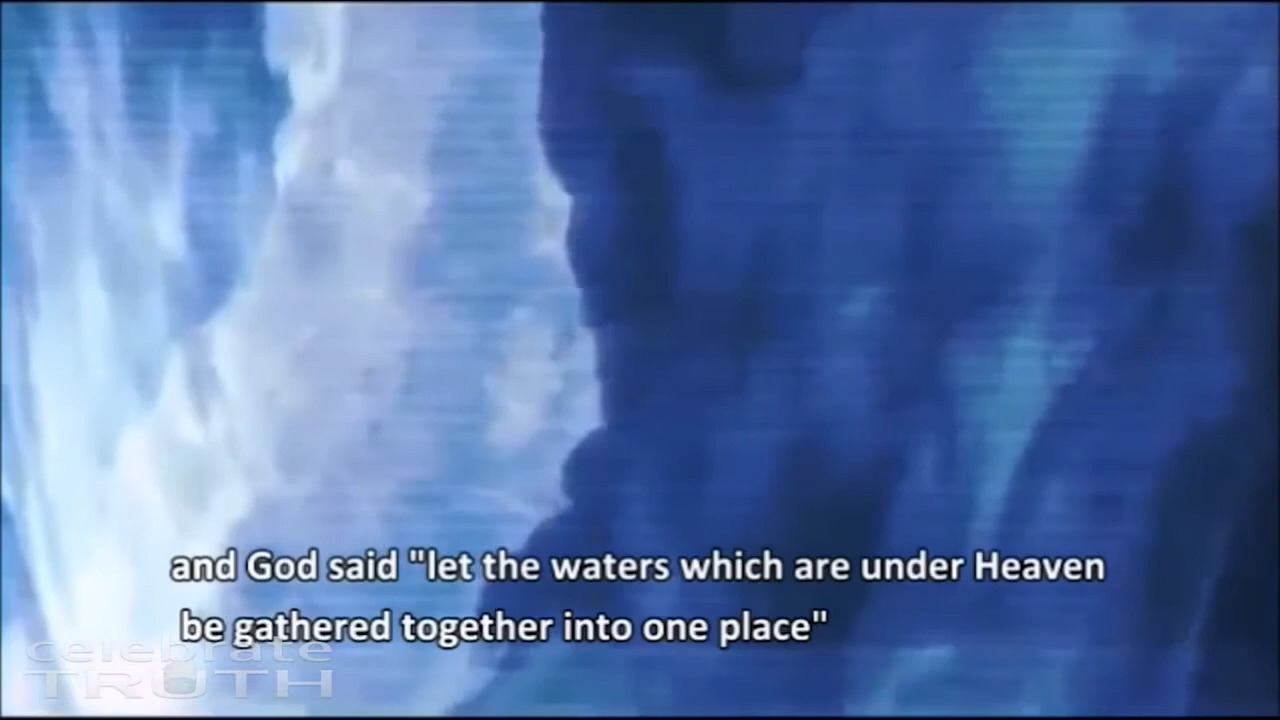 and God said "let the waters which are under Heaven
be gathered together into one place"
celebrate
TRUTH